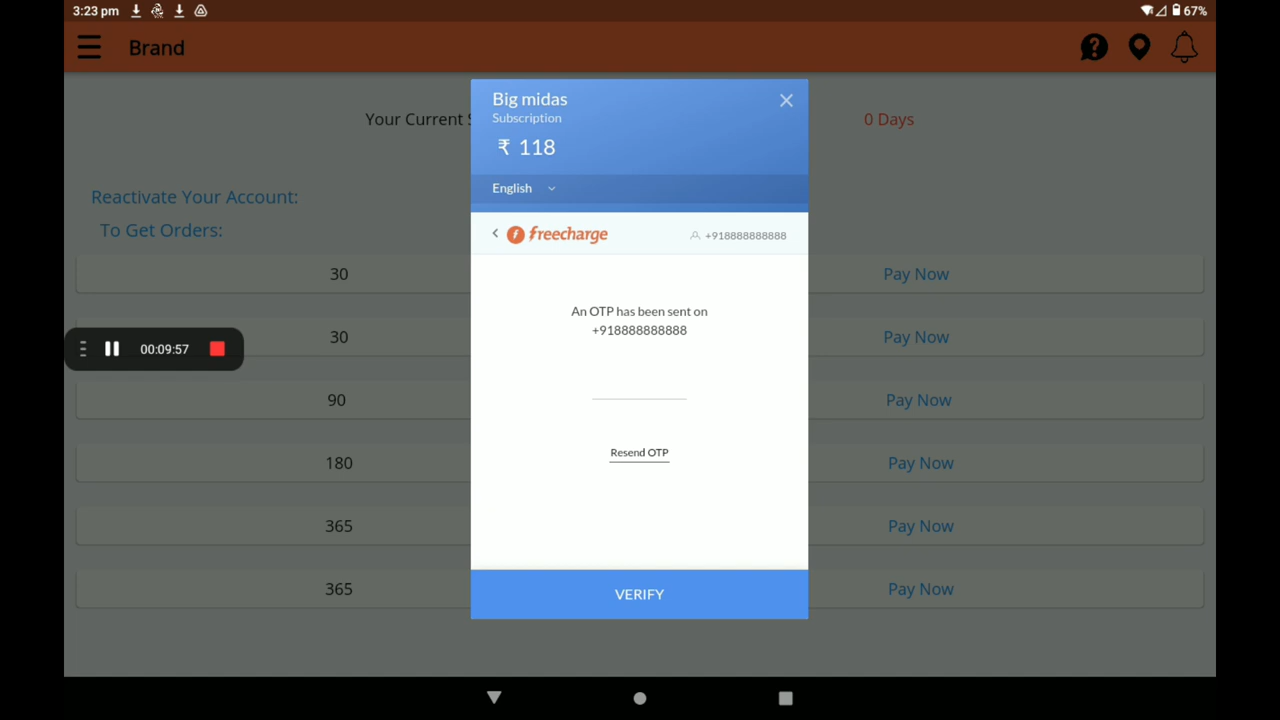 3:23 pm
67%
Brand
Big midas
Subscription
₹ 118
English
Your Current
0 Days
Reactivate Your Account:
To Get Orders:
freecharge
+918888888888
An OTP has been sent on
+918888888888
Resend OTP
VERIFY
30 Pay Now
30 Pay Now
00:09:57
90 Pay Now
180 Pay Now
365 Pay Now
365 Pay Now